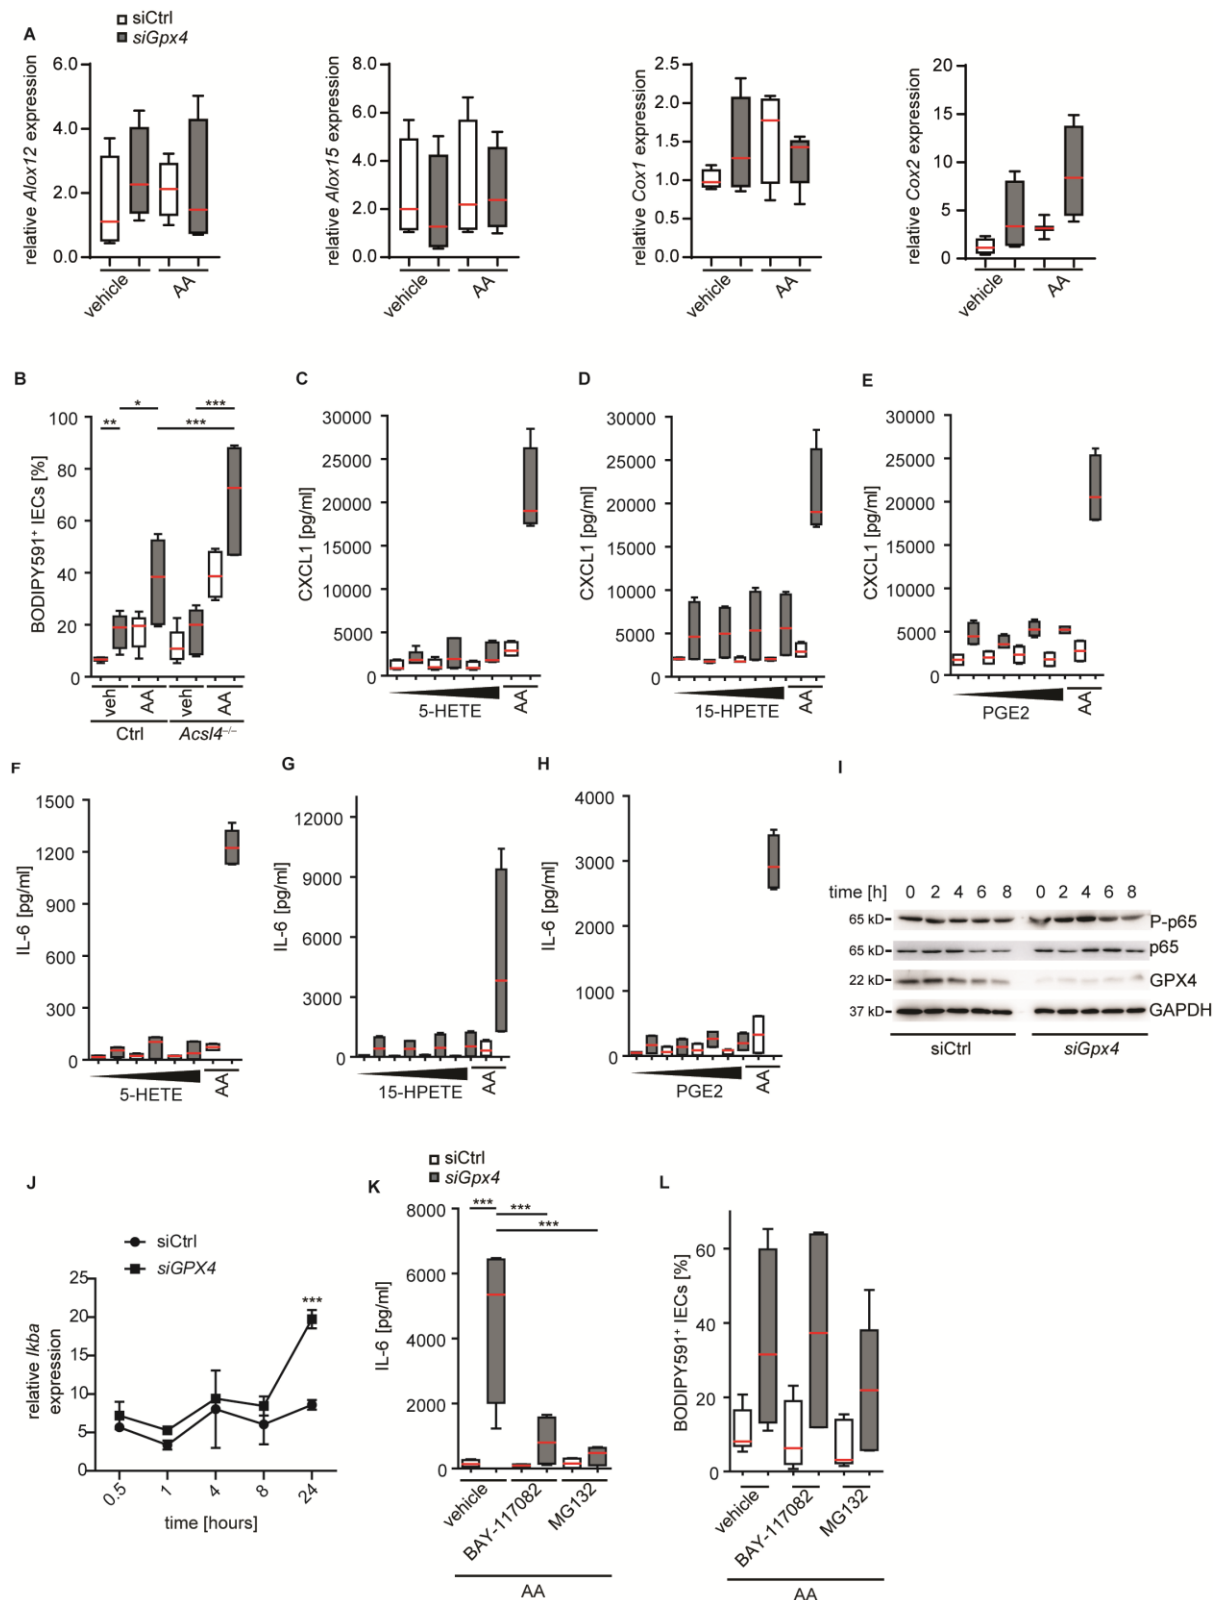 siCtrl
siGpx4
A
relative Alox12 expression
6.0
4.0
2.0
0.0
vehicle
AA
relative Alox15 expression
8.0
6.0
4.0
2.0
0.0
vehicle
AA
relative Cox1 expression
2.5
2.0
1.5
1.0
0.5
0.0
vehicle
AA
relative Cox2 expression
20
15
10
5
0
vehicle
AA
B
BODIPY591+ IECs [%]
100
80
60
40
20
0
**
*
***
***
veh
AA
veh
AA
Ctrl
Acsl4−/−
C
CXCL1 [pg/ml]
30000
25000
20000
15000
10000
5000
0
5-HETE
AA
D
CXCL1 [pg/ml]
30000
25000
20000
15000
10000
5000
0
15-HPETE
AA
E
CXCL1 [pg/ml]
30000
25000
20000
15000
10000
5000
0
PGE2
AA
F
IL-6 [pg/ml]
1500
1200
900
600
300
0
5-HETE
AA
G
IL-6 [pg/ml]
12000
9000
6000
3000
0
15-HPETE
AA
H
IL-6 [pg/ml]
4000
3000
2000
1000
0
PGE2
AA
I
time [h] 0 2 4 6 8 0 2 4 6 8
65 kD- P-p65
65 kD- p65
22 kD- GPX4
37 kD- GAPDH
siCtrl siGpx4
J
siCtrl
siGPX4
relative Ikba
expression
25
20
15
10
5
0
***
0.5
1
4
8
24
time [hours]
siCtrl
siGpx4
K
IL-6 [pg/ml]
8000
6000
4000
2000
0
***
***
***
vehicle
BAY-117082
MG132
AA
L
BODIPY591+ IECs [%]
60
40
20
0
vehicle
BAY-117082
MG132
AA